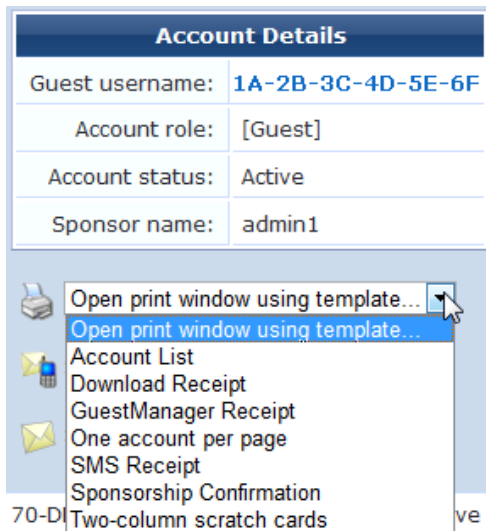 Account Details
Guest username: 1A-2B-3C-4D-5E-6F
Account role: [Guest]
Account status: Active
Sponsor name: admin1
Open print window using template...
Open print window using template...
Account List
Download Receipt
GuestManager Receipt
One account per page
SMS Receipt
Sponsorship Confirmation
70-D Two-column scratch cards ve